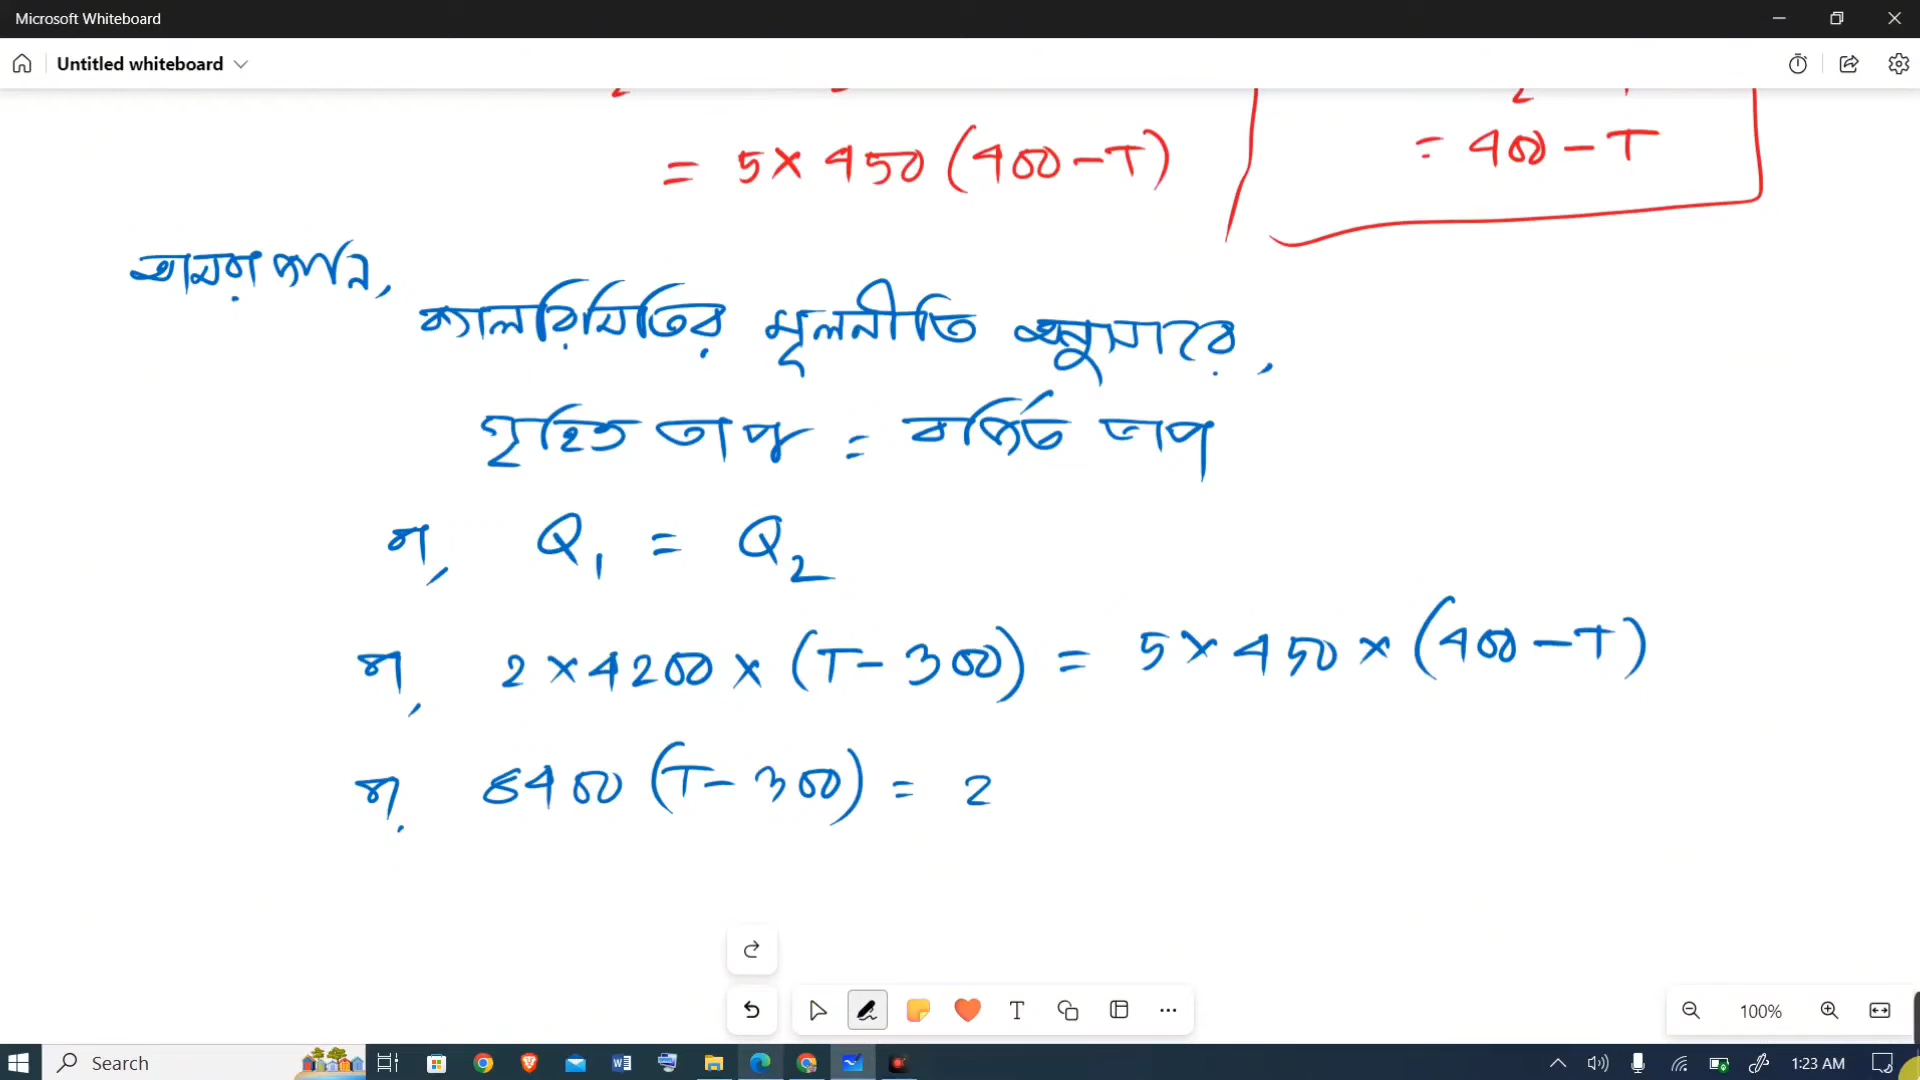 Microsoft Whiteboard
Untitled whiteboard
= 5 × 450 (400 - T)
= 400 - T
আমরা জানি,
ক্যালরিমিতির মূলনীতি অনুসারে,
গৃহিত তাপ = বর্জিত তাপ
বা, Q₁ = Q₂
বা, 2 × 4200 × (T - 300) = 5 × 450 × (400 - T)
বা, 8400 (T - 300) = 2
100%
Search
1:23 AM